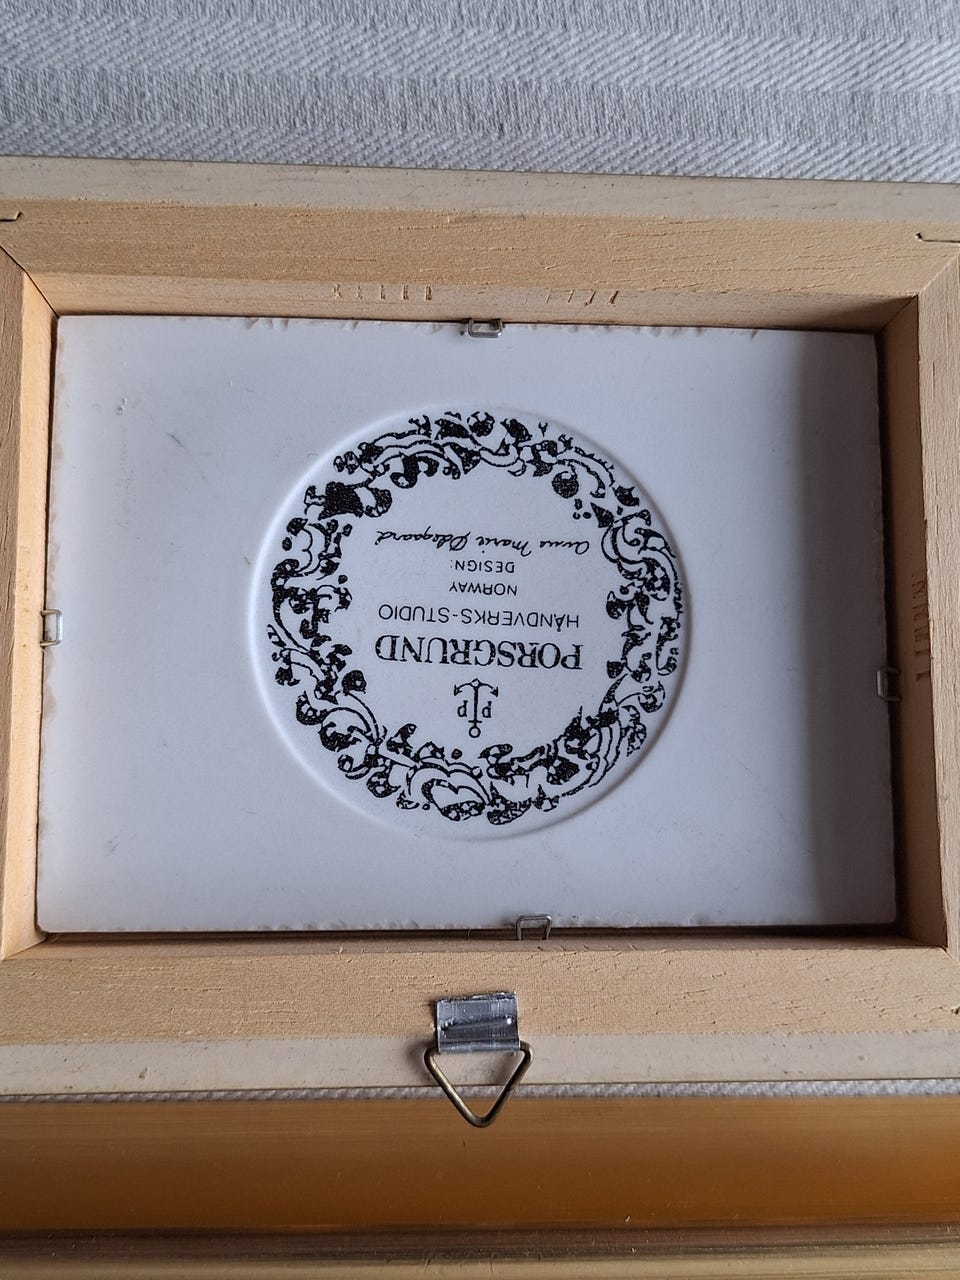 P P
PORSGRUND
HÅNDVERKS-STUDIO
NORWAY
DESIGN:
Anne Marie Ødegaard